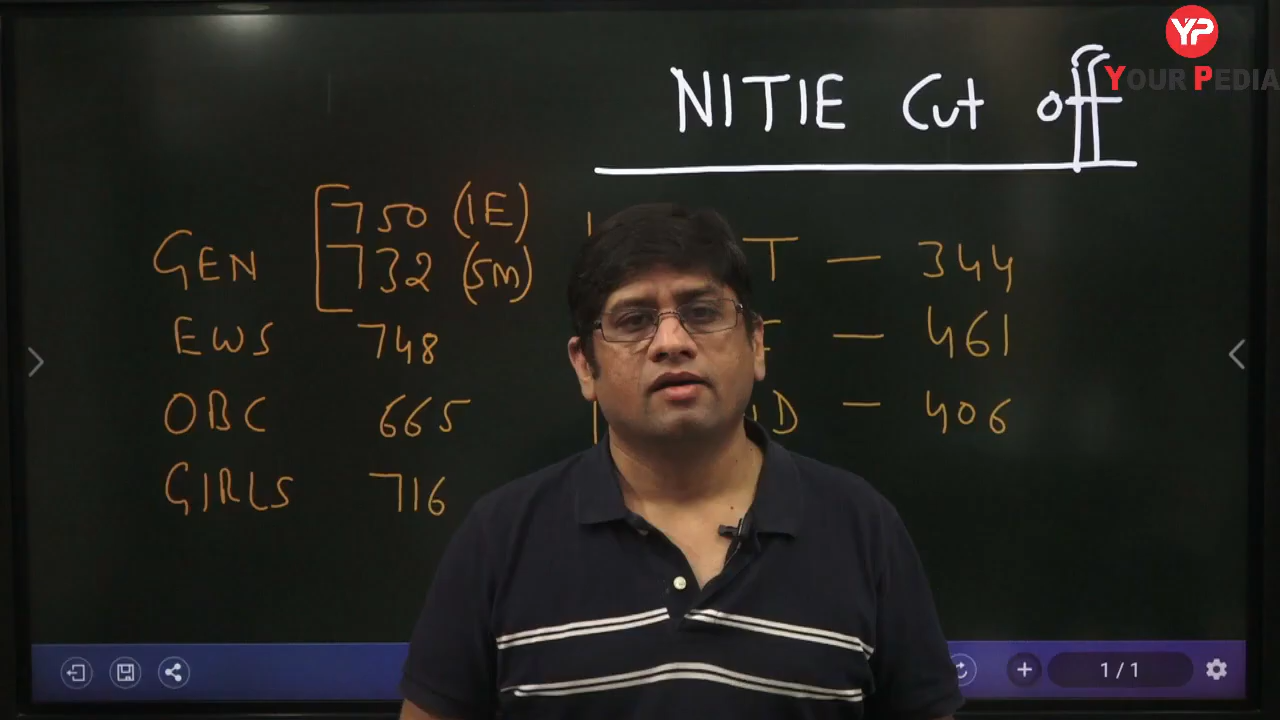 YP
YOUR PEDIA
NITIE Cut off
GEN 750 (IE)
732 (SM)
EWS 748
OBC 665
GIRLS 716
T — 344
— 461
D — 406
1/1